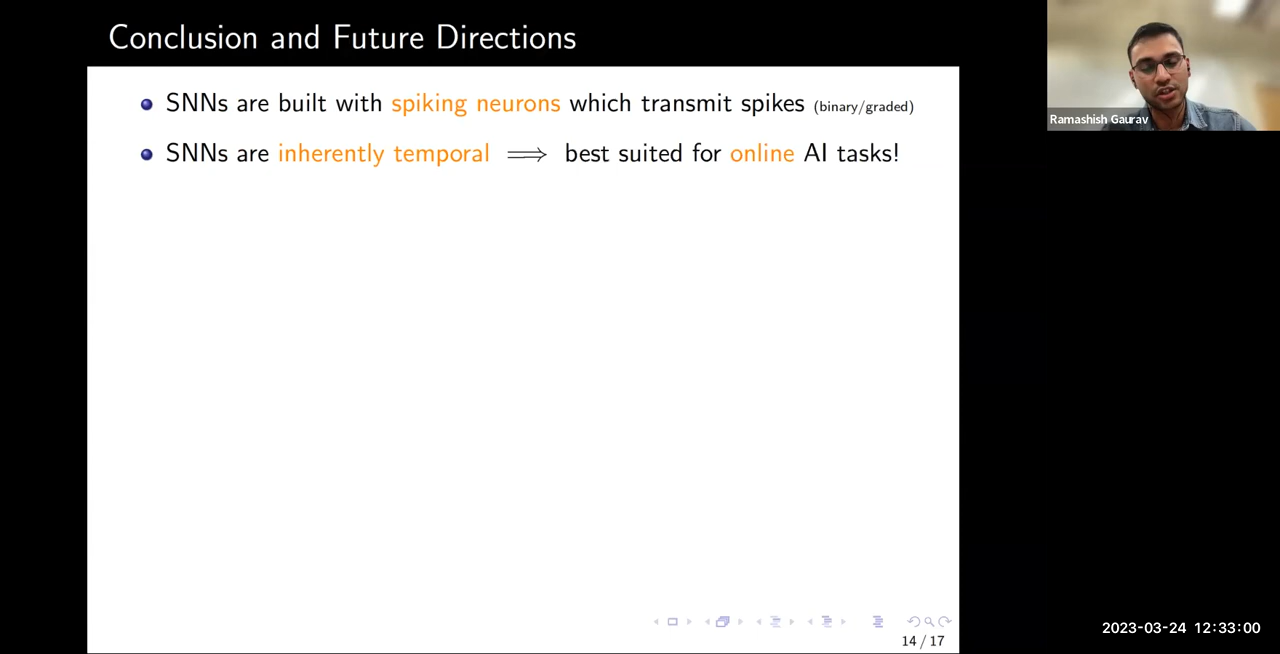 Conclusion and Future Directions
SNNs are built with spiking neurons which transmit spikes (binary/graded)
SNNs are inherently temporal ⟹ best suited for online AI tasks!
Ramashish Gaurav
14 / 17
2023-03-24 12:33:00